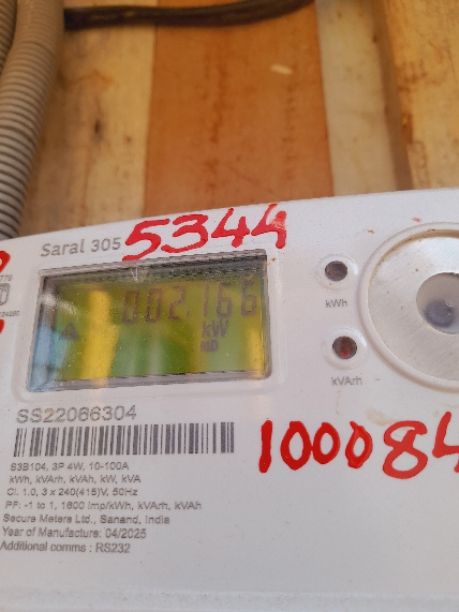 Saral 305
5344
002.166
kW
MD
kWh
kVArh
SS22066304
100084
S3B104, 3P 4W, 10-100A
kWh, kVArh, kVAh, kW, kVA
Cl. 1.0, 3 x 240(415)V, 50Hz
PF: -1 to 1, 1600 imp/kWh, kVArh, kVAh
Secure Meters Ltd., Sanand, India
Year of Manufacture: 04/2025
Additional comms : RS232